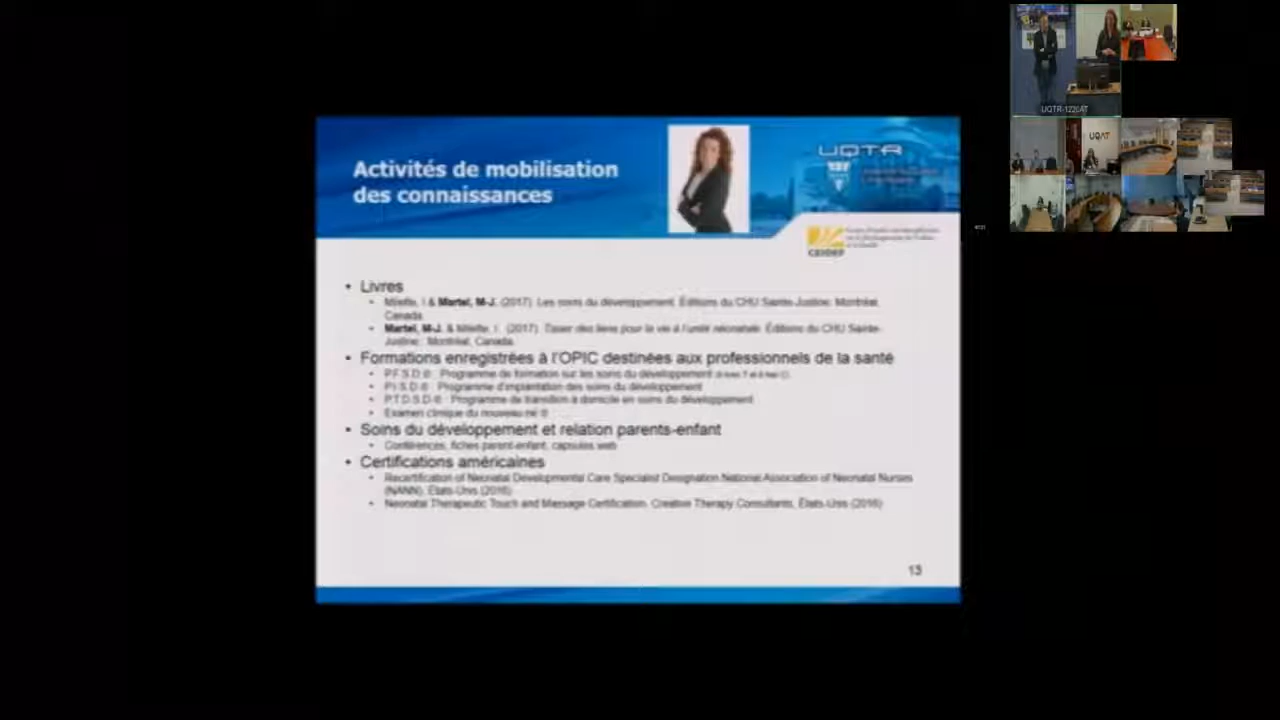 Activités de mobilisation
des connaissances
UQTR
CEIDEF
UQTR-1226AT
UQAT
• Livres
• Milette, I & Martel, M-J. (2017). Les soins du développement. Éditions du CHU Sainte-Justine. Montréal,
Canada.
• Martel, M-J. & Milette, I. (2017). Tisser des liens pour la vie à l'unité néonatale. Éditions du CHU Sainte-
Justine. Montréal, Canada.
• Formations enregistrées à l'OPIC destinées aux professionnels de la santé
• P.F.S.D.® : Programme de formation sur les soins du développement
• P.I.S.D.® : Programme d'implantation des soins du développement
• P.T.D.S.D.® : Programme de transition à domicile en soins du développement
• Examen clinique du nouveau-né ®
• Soins du développement et relation parents-enfant
• Conférences, fiches parent-enfant, capsules web
• Certifications américaines
• Recertification of Neonatal Developmental Care Specialist Designation National Association of Neonatal Nurses
(NANN), États-Unis (2016)
• Neonatal Therapeutic Touch and Massage Certification. Creative Therapy Consultants, États-Unis (2016)
13